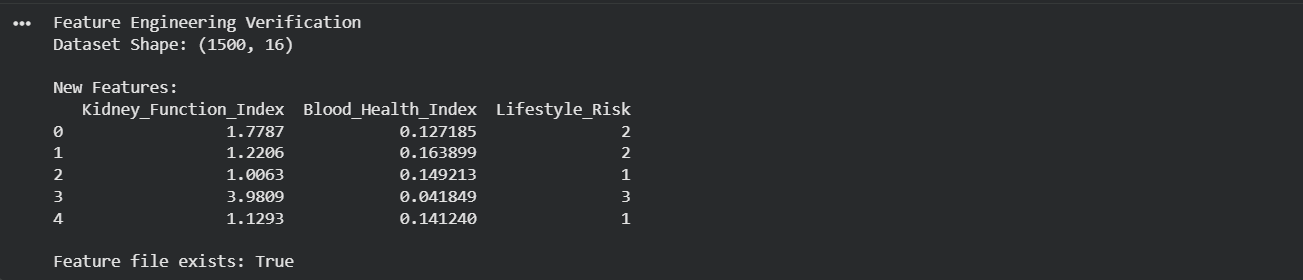 Feature Engineering Verification
Dataset Shape: (1500, 16)
New Features:
Kidney_Function_Index Blood_Health_Index Lifestyle_Risk
0 1.7787 0.127185 2
1 1.2206 0.163899 2
2 1.0063 0.149213 1
3 3.9809 0.041849 3
4 1.1293 0.141240 1
Feature file exists: True